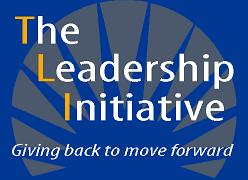 The
Leadership
Initiative
Giving back to move forward